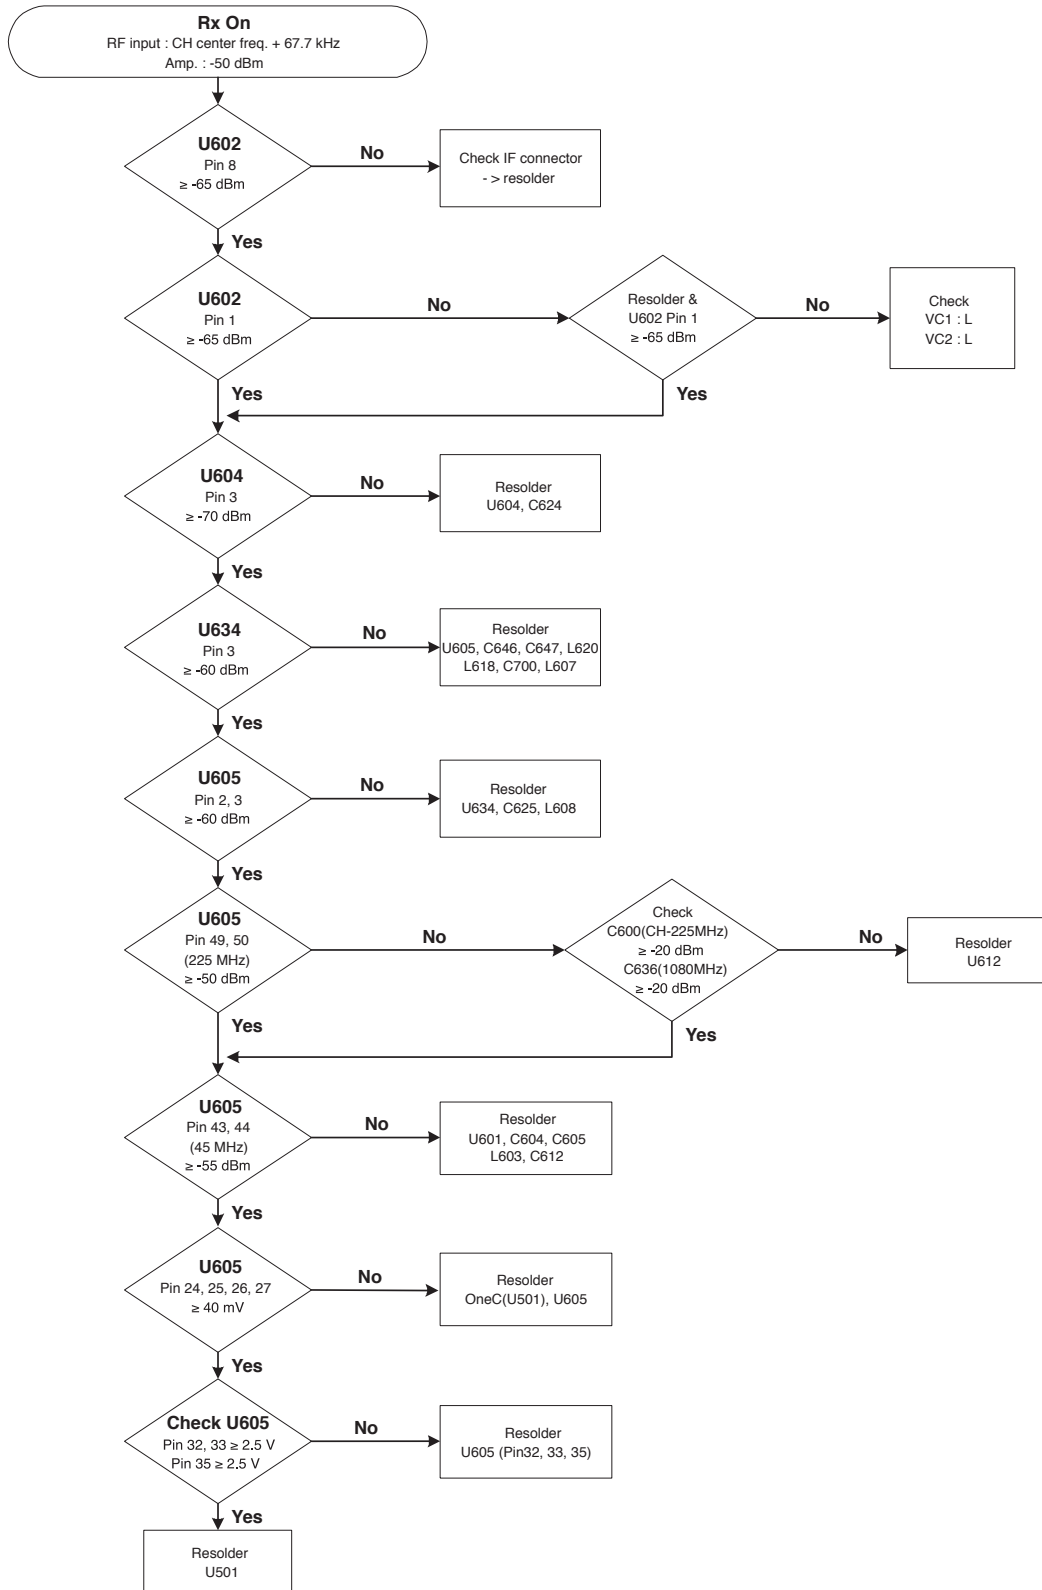 Rx On
RF input : CH center freq. + 67.7 kHz
Amp. : -50 dBm
U602
Pin 8
≥ -65 dBm
No
Check IF connector
- > resolder
Yes
U602
Pin 1
≥ -65 dBm
No
Resolder &
U602 Pin 1
≥ -65 dBm
No
Check
VC1 : L
VC2 : L
Yes
Yes
U604
Pin 3
≥ -70 dBm
No
Resolder
U604, C624
Yes
U634
Pin 3
≥ -60 dBm
No
Resolder
U605, C646, C647, L620
L618, C700, L607
Yes
U605
Pin 2, 3
≥ -60 dBm
No
Resolder
U634, C625, L608
Yes
U605
Pin 49, 50
(225 MHz)
≥ -50 dBm
No
Check
C600(CH-225MHz)
≥ -20 dBm
C636(1080MHz)
≥ -20 dBm
No
Resolder
U612
Yes
Yes
U605
Pin 43, 44
(45 MHz)
≥ -55 dBm
No
Resolder
U601, C604, C605
L603, C612
Yes
U605
Pin 24, 25, 26, 27
≥ 40 mV
No
Resolder
OneC(U501), U605
Yes
Check U605
Pin 32, 33 ≥ 2.5 V
Pin 35 ≥ 2.5 V
No
Resolder
U605 (Pin32, 33, 35)
Yes
Resolder
U501